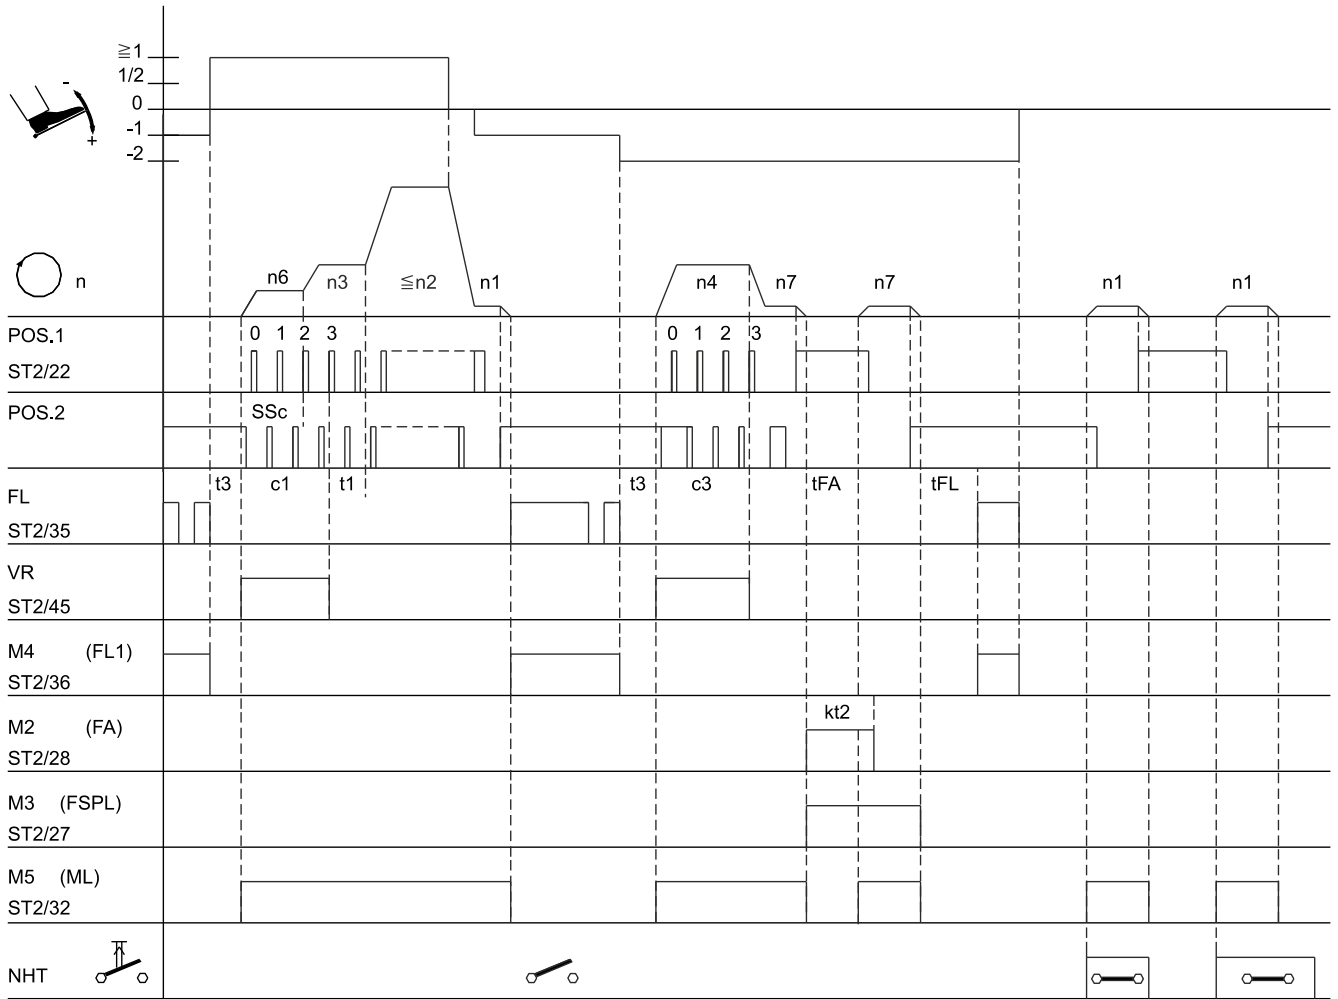 ≧1
1/2
0
-1
-2
-
+
n
n6
n3
≦n2
n1
n4
n7
n7
n1
n1
POS.1
0 1 2 3
0 1 2 3
ST2/22
POS.2
SSc
t3
c1
t1
t3
c3
tFA
tFL
FL
ST2/35
VR
ST2/45
M4 (FL1)
ST2/36
M2 (FA)
kt2
ST2/28
M3 (FSPL)
ST2/27
M5 (ML)
ST2/32
NHT